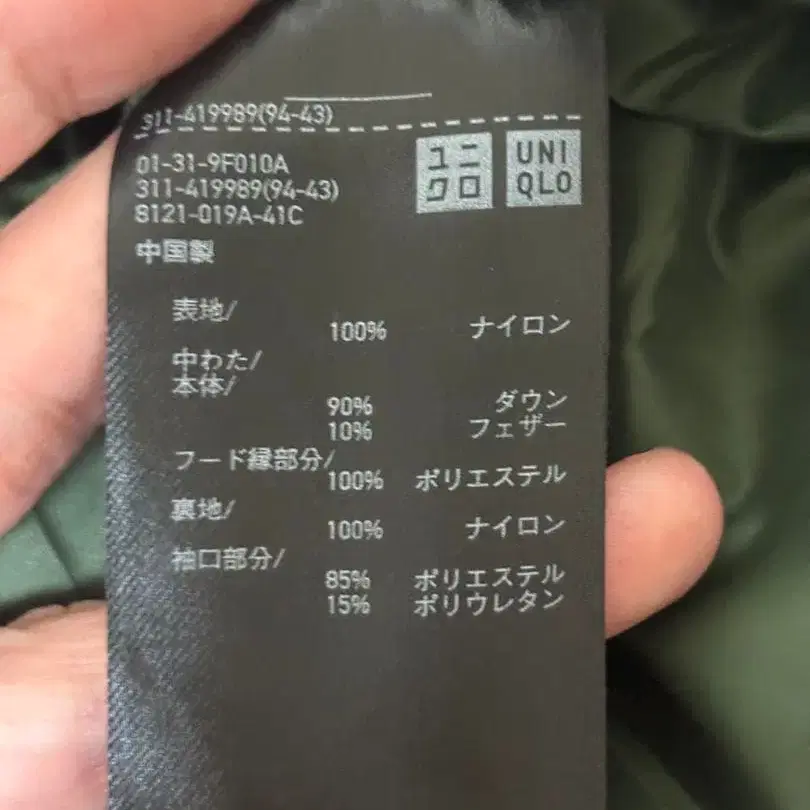 311-419989(94-43)
ユニ
クロ
UNI
QLO
01-31-9F010A
311-419989(94-43)
8121-019A-41C
中国製
表地/
100% ナイロン
中わた/
本体/
90% ダウン
10% フェザー
フード縁部分/
100% ポリエステル
裏地/
100% ナイロン
袖口部分/
85% ポリエステル
15% ポリウレタン